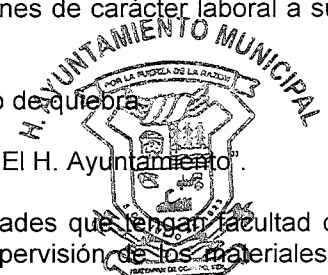 nes de carácter laboral a su
H. AYUNTAMIENTO MUNICIPAL
POR LA FUERZA DE LA RAZON
o de quiebra.
El H. Ayuntamiento".
ades que tengan facultad
pervisión de los materiales